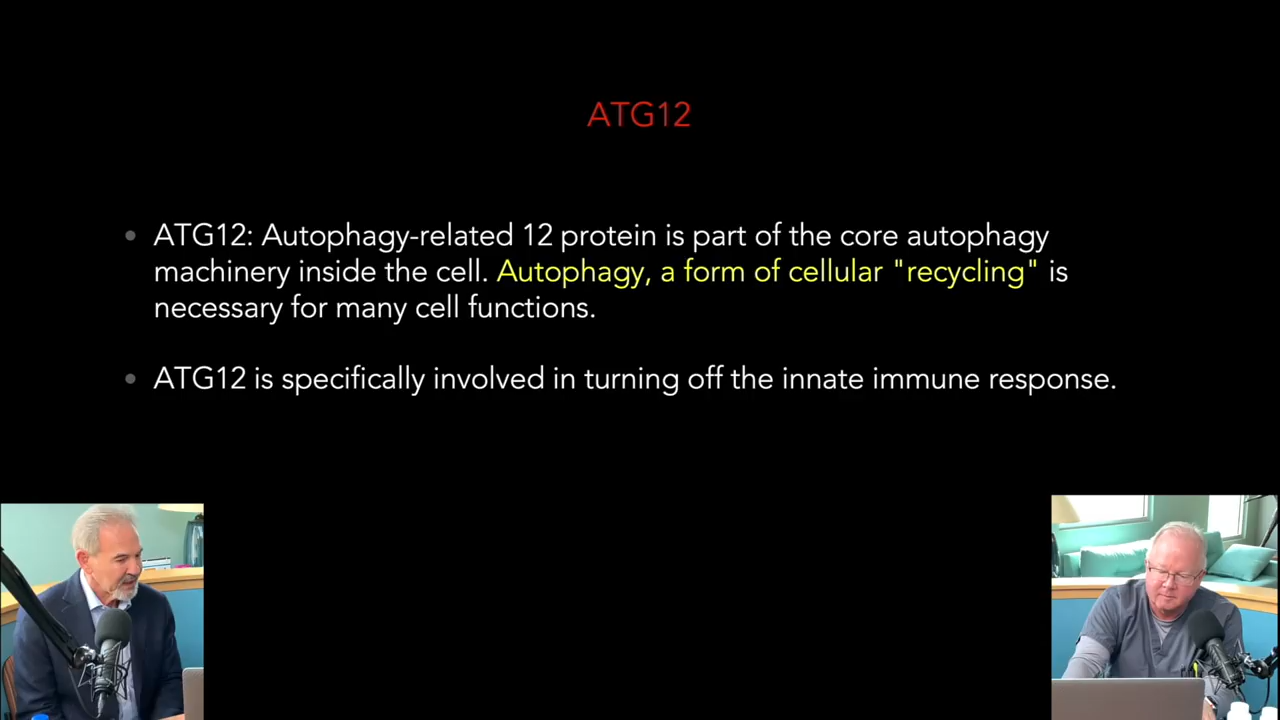 ATG12
• ATG12: Autophagy-related 12 protein is part of the core autophagy
machinery inside the cell. Autophagy, a form of cellular "recycling" is
necessary for many cell functions.
• ATG12 is specifically involved in turning off the innate immune response.